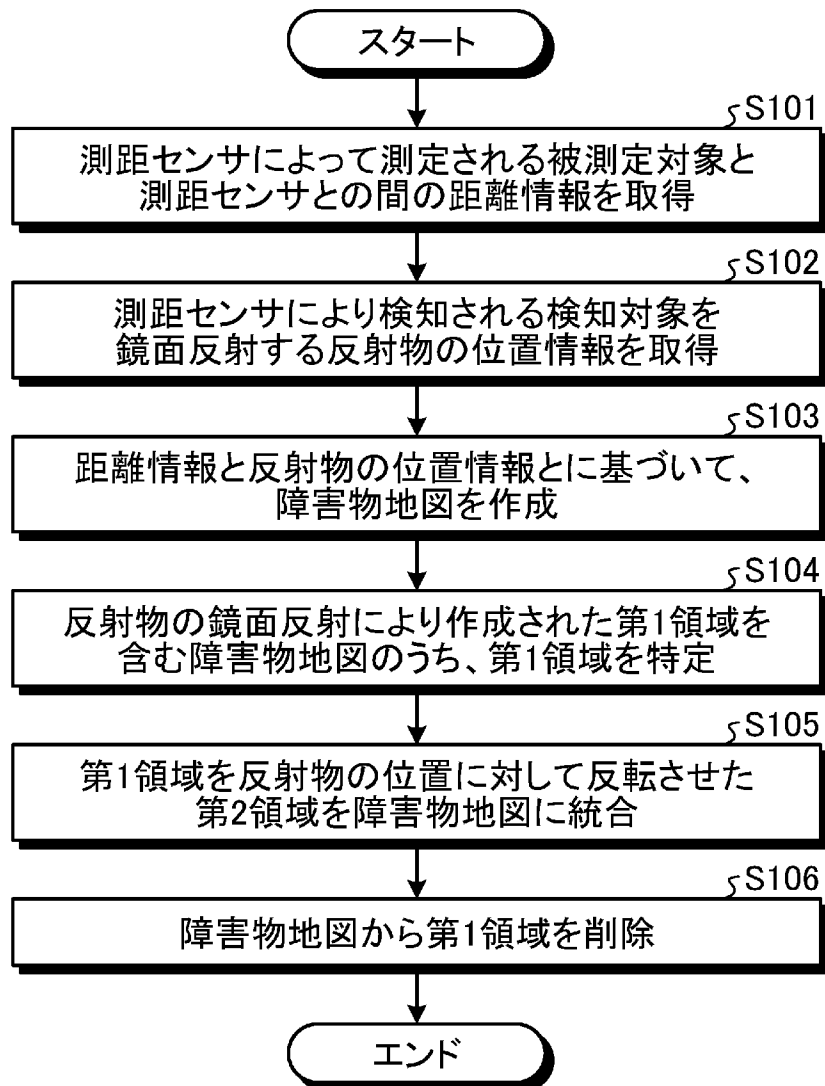 スタート
S101
測距センサによって測定される被測定対象と
測距センサとの間の距離情報を取得
S102
測距センサにより検知される検知対象を
鏡面反射する反射物の位置情報を取得
S103
距離情報と反射物の位置情報とに基づいて、
障害物地図を作成
S104
反射物の鏡面反射により作成された第1領域を
含む障害物地図のうち、第1領域を特定
S105
第1領域を反射物の位置に対して反転させた
第2領域を障害物地図に統合
S106
障害物地図から第1領域を削除
エンド